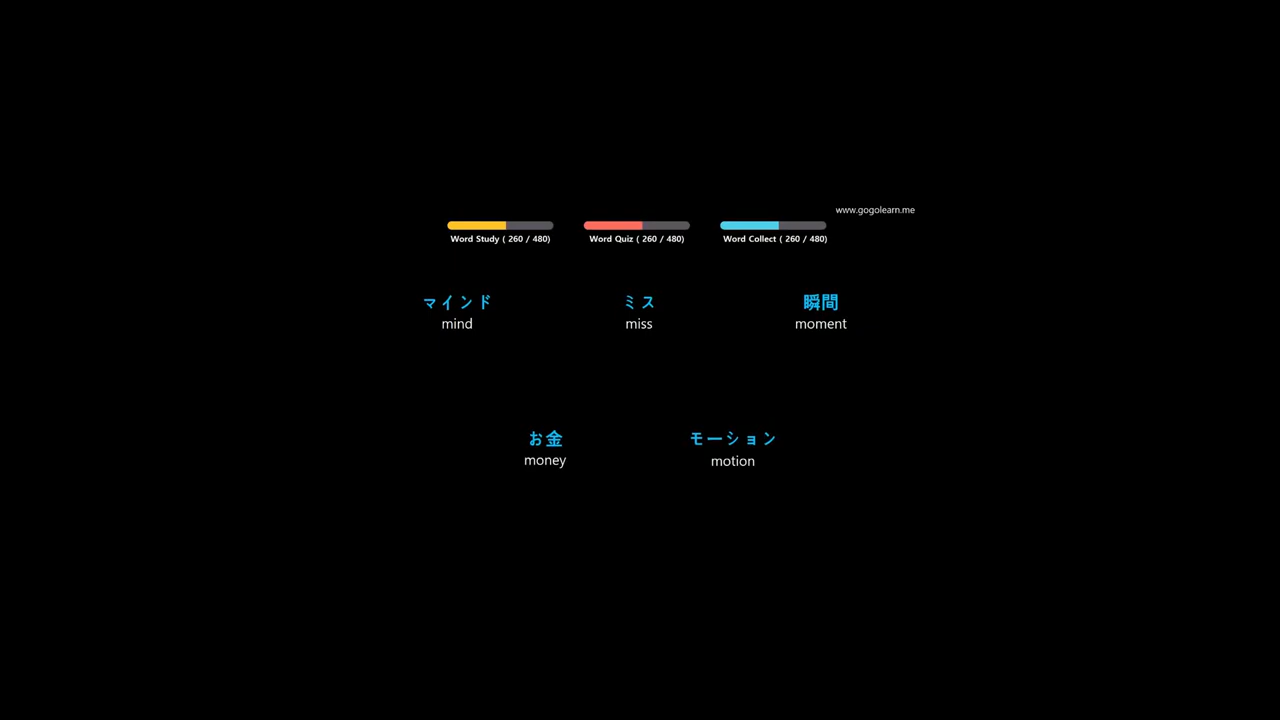 www.gogolearn.me
Word Study ( 260 / 480)
Word Quiz ( 260 / 480)
Word Collect ( 260 / 480)
マインド
mind
ミス
miss
瞬間
moment
お金
money
モーション
motion